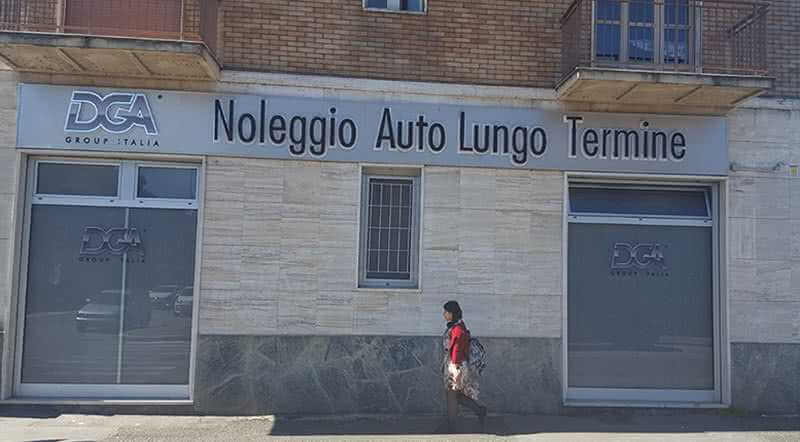 DGA
GROUP ITALIA
Noleggio Auto Lungo Termine
DGA
GROUP ITALIA
DGA
GROUP ITALIA